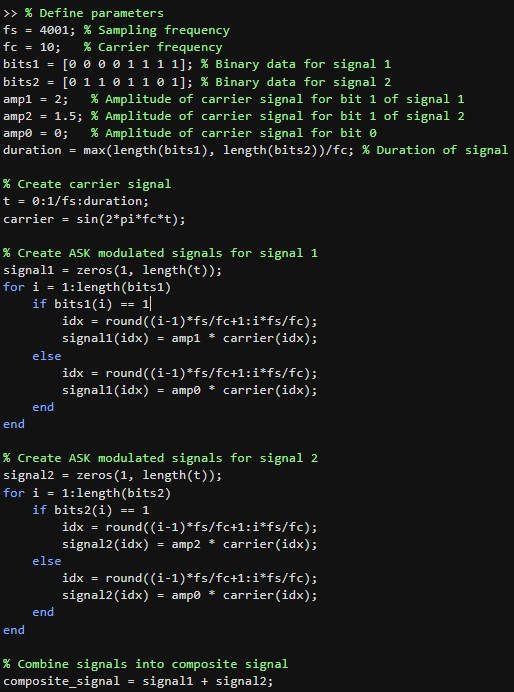 >> % Define parameters
fs = 4001; % Sampling frequency
fc = 10;   % Carrier frequency
bits1 = [0 0 0 0 1 1 1 1]; % Binary data for signal 1
bits2 = [0 1 1 0 1 1 0 1]; % Binary data for signal 2
amp1 = 2;   % Amplitude of carrier signal for bit 1 of signal 1
amp2 = 1.5; % Amplitude of carrier signal for bit 1 of signal 2
amp0 = 0;   % Amplitude of carrier signal for bit 0
duration = max(length(bits1), length(bits2))/fc; % Duration of signal

% Create carrier signal
t = 0:1/fs:duration;
carrier = sin(2*pi*fc*t);

% Create ASK modulated signals for signal 1
signal1 = zeros(1, length(t));
for i = 1:length(bits1)
    if bits1(i) == 1
        idx = round((i-1)*fs/fc+1:i*fs/fc);
        signal1(idx) = amp1 * carrier(idx);
    else
        idx = round((i-1)*fs/fc+1:i*fs/fc);
        signal1(idx) = amp0 * carrier(idx);
    end
end

% Create ASK modulated signals for signal 2
signal2 = zeros(1, length(t));
for i = 1:length(bits2)
    if bits2(i) == 1
        idx = round((i-1)*fs/fc+1:i*fs/fc);
        signal2(idx) = amp2 * carrier(idx);
    else
        idx = round((i-1)*fs/fc+1:i*fs/fc);
        signal2(idx) = amp0 * carrier(idx);
    end
end

% Combine signals into composite signal
composite_signal = signal1 + signal2;